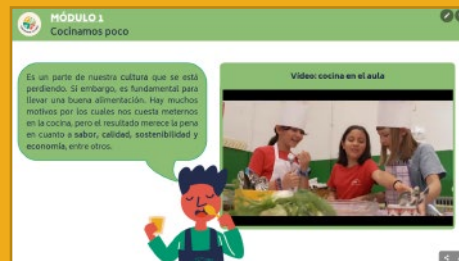 MÓDULO 1
Cocinamos poco
Es un parte de nuestra cultura que se está
perdiendo. Si embargo, es fundamental para
llevar una buena alimentación. Hay muchos
motivos por los cuales nos cuesta meternos
en la cocina, pero el resultado merece la pena
en cuanto a sabor, calidad, sostenibilidad y
economía, entre otros.
Vídeo: cocina en el aula